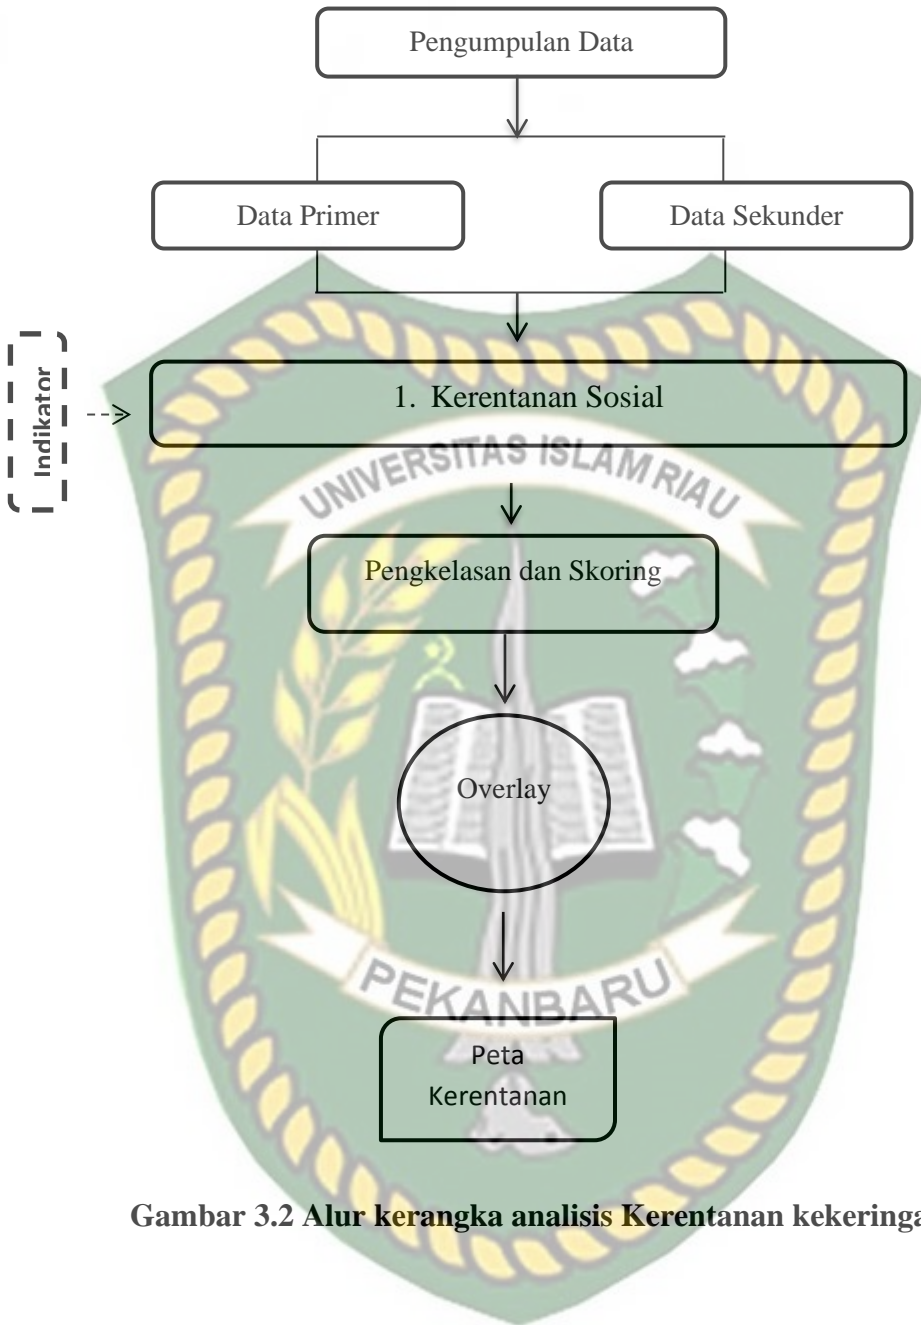 Pengumpulan Data
Data Primer
Data Sekunder
Indikator
1. Kerentanan Sosial
UNIVERSITAS ISLAM RIAU
Pengkelasan dan Skoring
Overlay
PEKANBARU
Peta
Kerentanan
Gambar 3.2 Alur kerangka analisis Kerentanan kekeringa